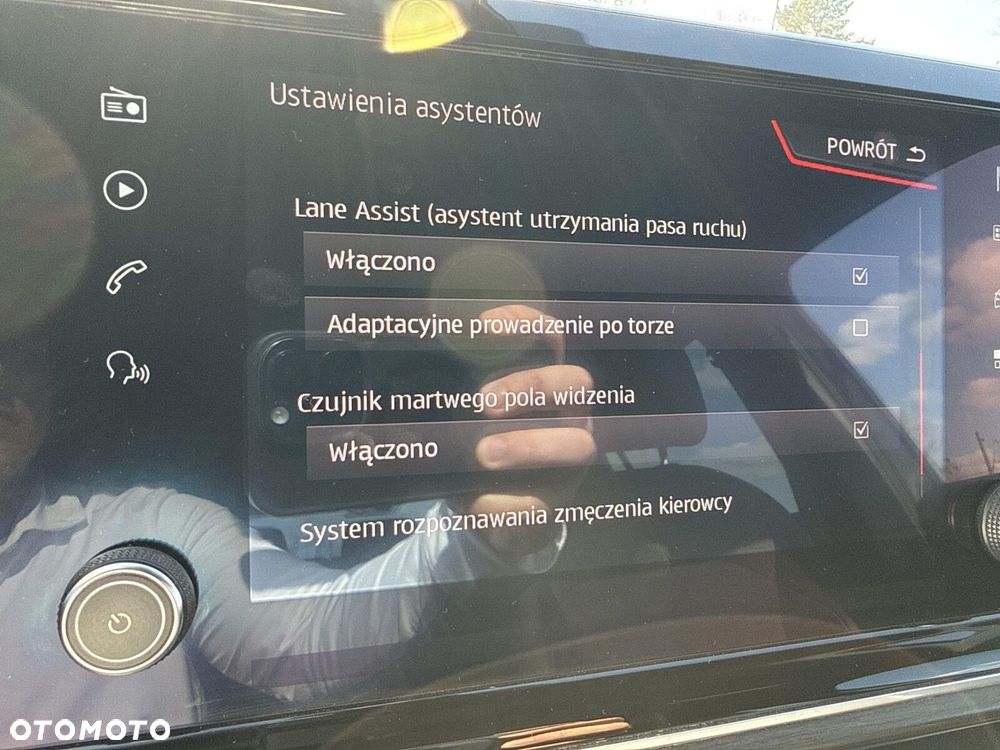 Ustawienia asystentów
POWRÓT
Lane Assist (asystent utrzymania pasa ruchu)
Włączono
Adaptacyjne prowadzenie po torze
Czujnik martwego pola widzenia
Włączono
System rozpoznawania zmęczenia kierowcy
OTOMOTO